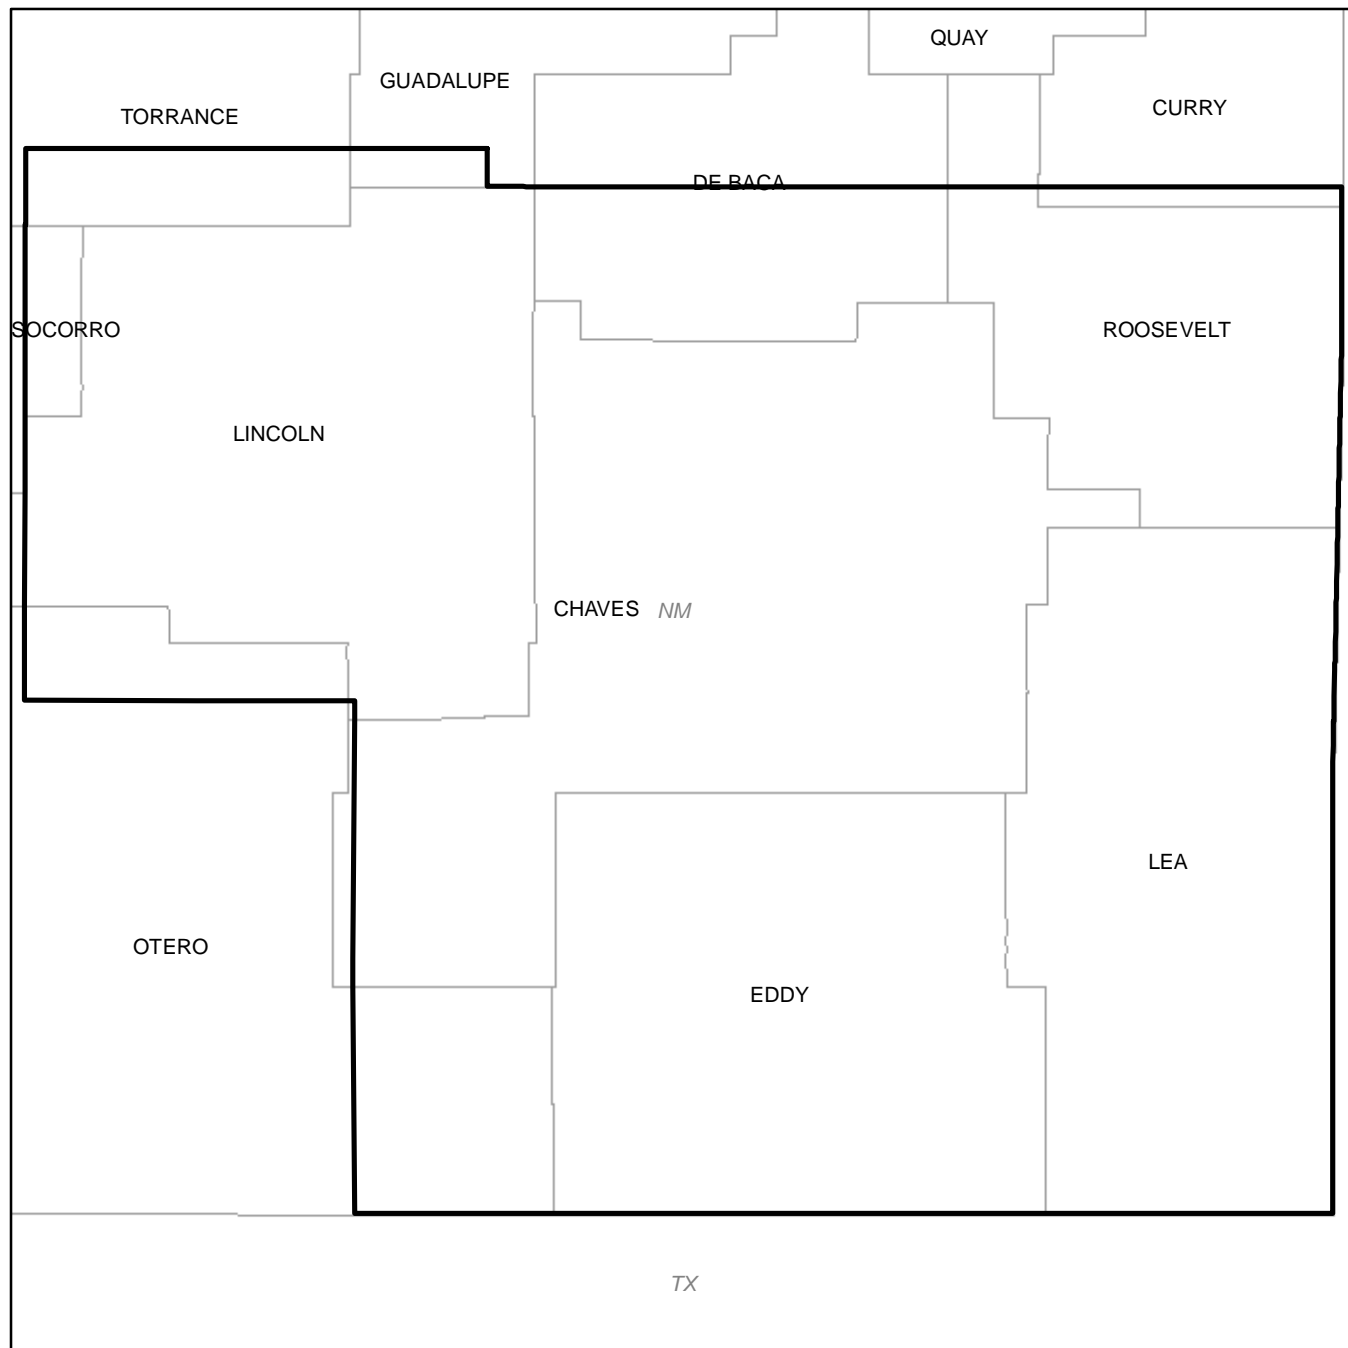 QUAY
GUADALUPE
CURRY
TORRANCE
DE BACA
SOCORRO
ROOSEVELT
LINCOLN
CHAVES NM
LEA
OTERO
EDDY
TX